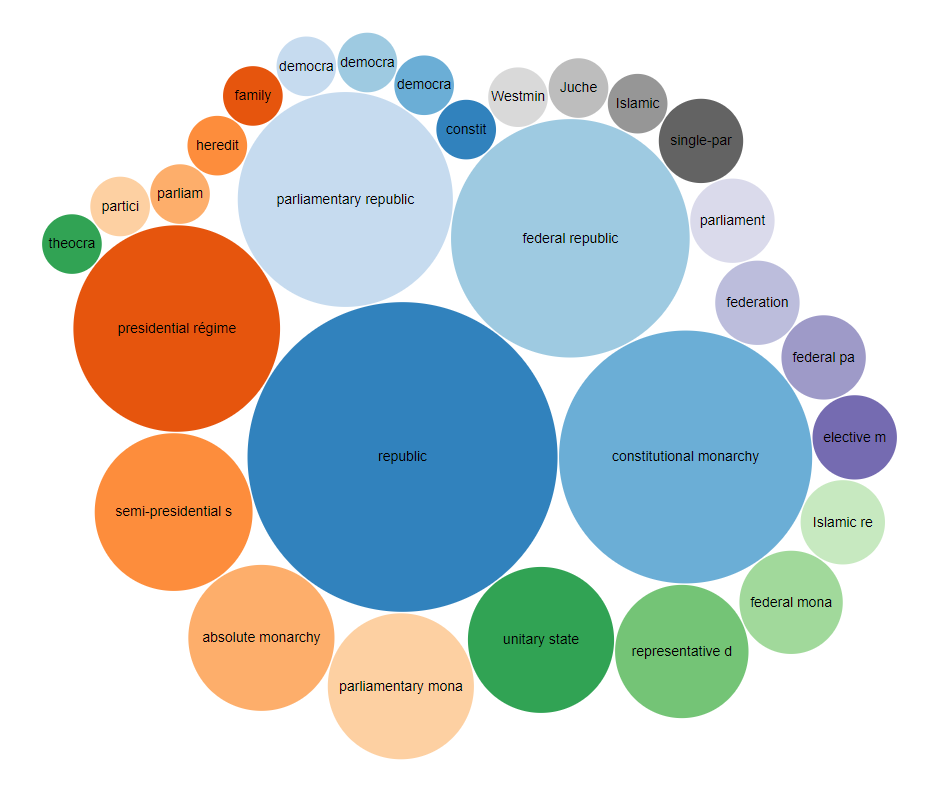 democra
democra
democra
family
Westmin
Juche
Islamic
constit
heredit
single-par
parliam
partici
parliamentary republic
parliament
theocra
federal republic
federation
presidential régime
federal pa
elective m
republic
constitutional monarchy
semi-presidential s
Islamic re
federal mona
absolute monarchy
unitary state
representative d
parliamentary mona